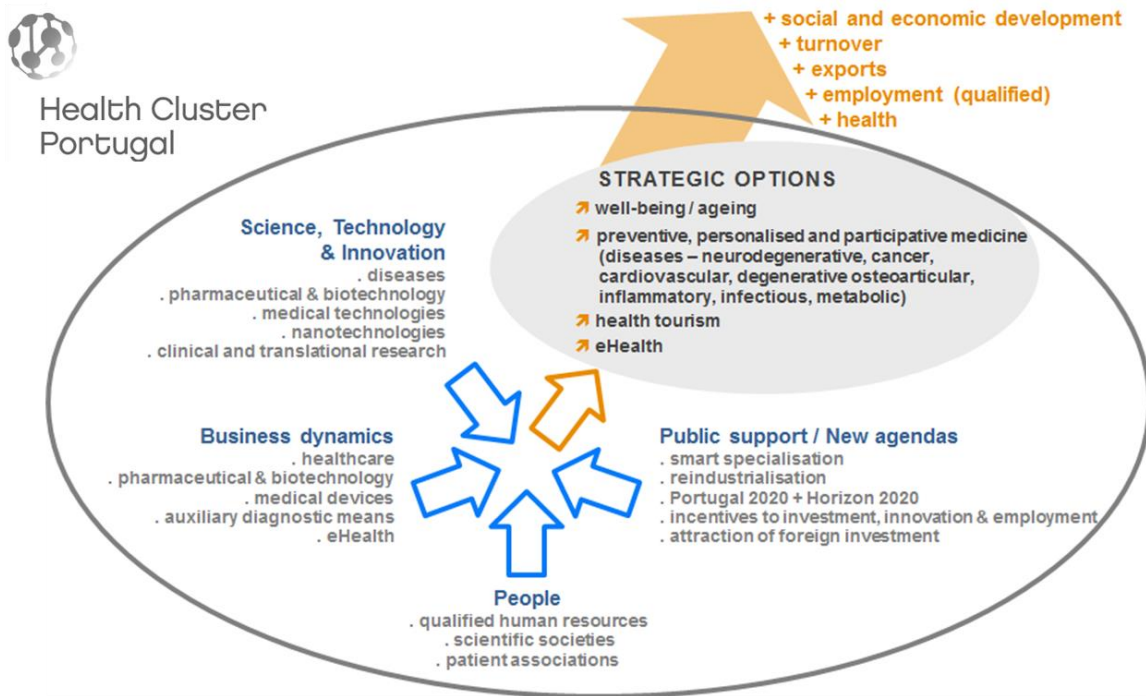 Health Cluster
Portugal
+ social and economic development
+ turnover
+ exports
+ employment (qualified)
+ health
STRATEGIC OPTIONS
well-being / ageing
preventive, personalised and participative medicine
(diseases – neurodegenerative, cancer,
cardiovascular, degenerative osteoarticular,
inflammatory, infectious, metabolic)
health tourism
eHealth
Science, Technology
& Innovation
. diseases
. pharmaceutical & biotechnology
. medical technologies
. nanotechnologies
. clinical and translational research
Business dynamics
. healthcare
. pharmaceutical & biotechnology
. medical devices
. auxiliary diagnostic means
. eHealth
Public support / New agendas
. smart specialisation
. reindustrialisation
. Portugal 2020 + Horizon 2020
. incentives to investment, innovation & employment
. attraction of foreign investment
People
. qualified human resources
. scientific societies
. patient associations